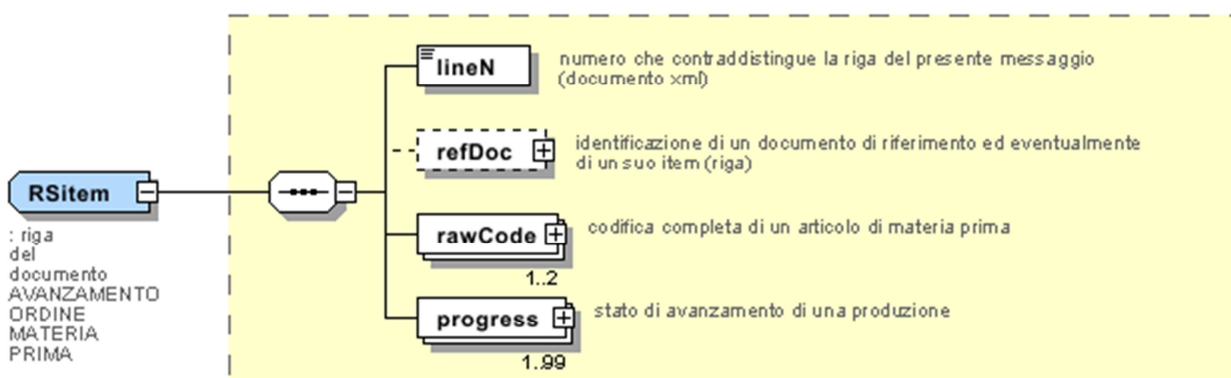 lineN
numero che contraddistingue la riga del presente messaggio
(documento xml)
refDoc
identificazione di un documento di riferimento ed eventualmente
di un suo item (riga)
RSitem
: riga
del
documento
AVANZAMENTO
ORDINE
MATERIA
PRIMA
rawCode
codifica completa di un articolo di materia prima
1..2
progress
stato di avanzamento di una produzione
1..99